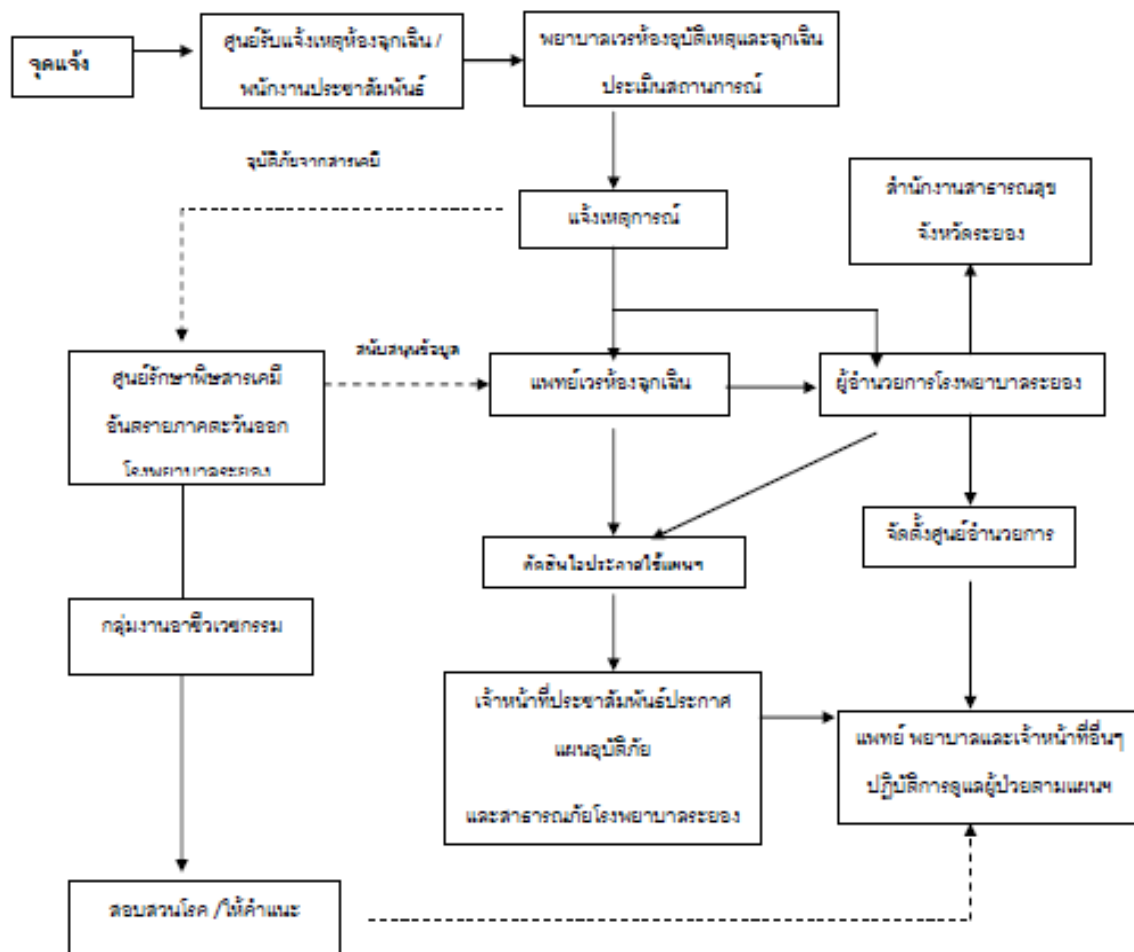 จุดแจ้ง
ศูนย์รับแจ้งเหตุห้องฉุกเฉิน /
พนักงานประชาสัมพันธ์
พยาบาลเวรห้องอุบัติเหตุและฉุกเฉิน
ประเมินสถานการณ์
อุบัติภัยจากสารเคมี
แจ้งเหตุการณ์
สำนักงานสาธารณสุข
จังหวัดระยอง
ศูนย์รักษาพิษสารเคมี
อันตรายภาคตะวันออก
โรงพยาบาลระยอง
สนับสนุนข้อมูล
แพทย์เวรห้องฉุกเฉิน
ผู้อำนวยการโรงพยาบาลระยอง
ตัดสินใจประกาศใช้แผนฯ
จัดตั้งศูนย์อำนวยการ
กลุ่มงานอาชีวเวชกรรม
เจ้าหน้าที่ประชาสัมพันธ์ประกาศ
แผนอุบัติภัย
และสาธารณภัยโรงพยาบาลระยอง
แพทย์ พยาบาลและเจ้าหน้าที่อื่นๆ
ปฏิบัติการดูแลผู้ป่วยตามแผนฯ
สอบสวนโรค /ให้คำแนะ